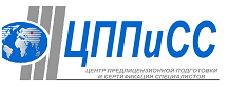 ЦППиСС
ЦЕНТР ПРЕДЛИЦЕНЗИОННОЙ ПОДГОТОВКИ
И СЕРТИФИКАЦИИ СПЕЦИАЛИСТОВ